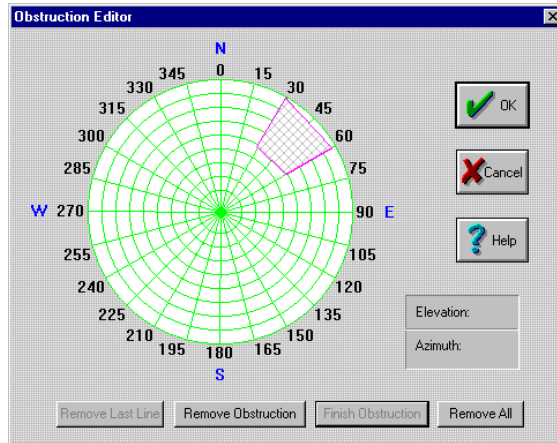 Obstruction Editor
N
345 0 15
330 30
315 45
300 60
285 75
W 270 90 E
255 105
240 120
225 135
210 150
195 180 165
S
OK
Cancel
? Help
Elevation:
Azimuth:
Remove Last Line Remove Obstruction Finish Obstruction Remove All